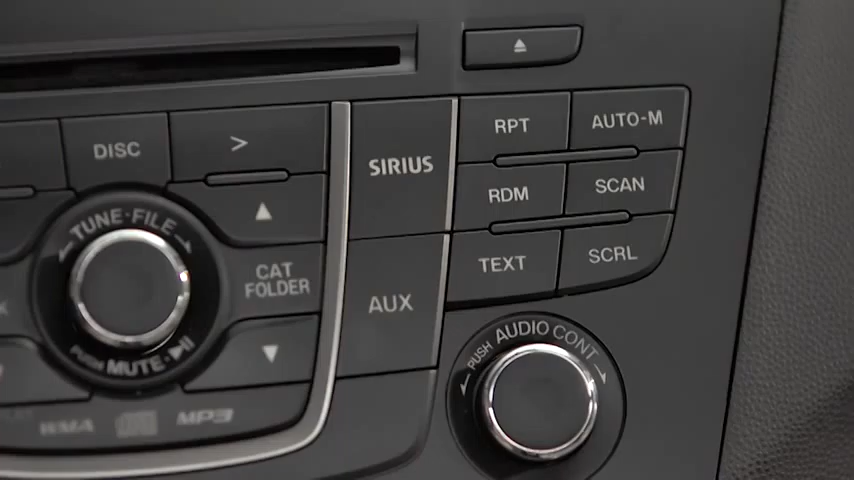 DISC
>
SIRIUS
RPT
AUTO-M
RDM
SCAN
TEXT
SCRL
TUNE·FILE
PUSH MUTE·
CAT
FOLDER
AUX
PUSH AUDIO CONT
WMA
MP3